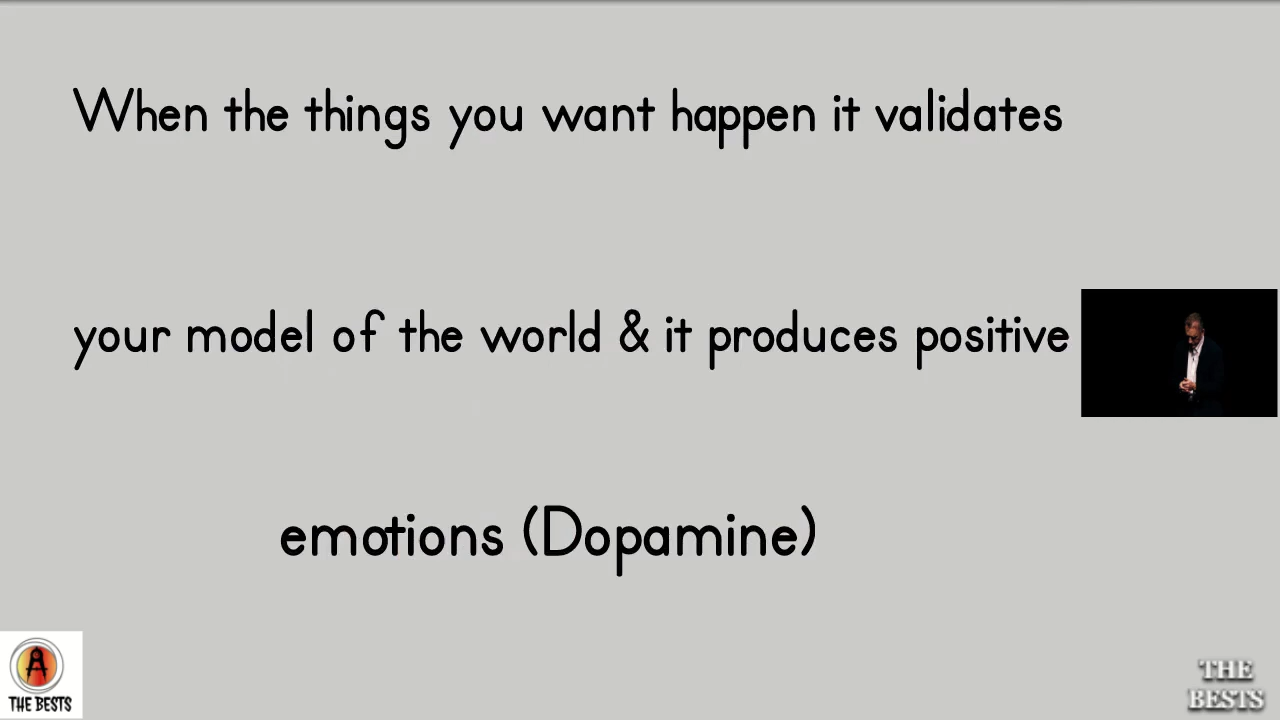 When the things you want happen it validates
your model of the world & it produces positive
emotions (Dopamine)
A
THE BESTS
THE
BESTS